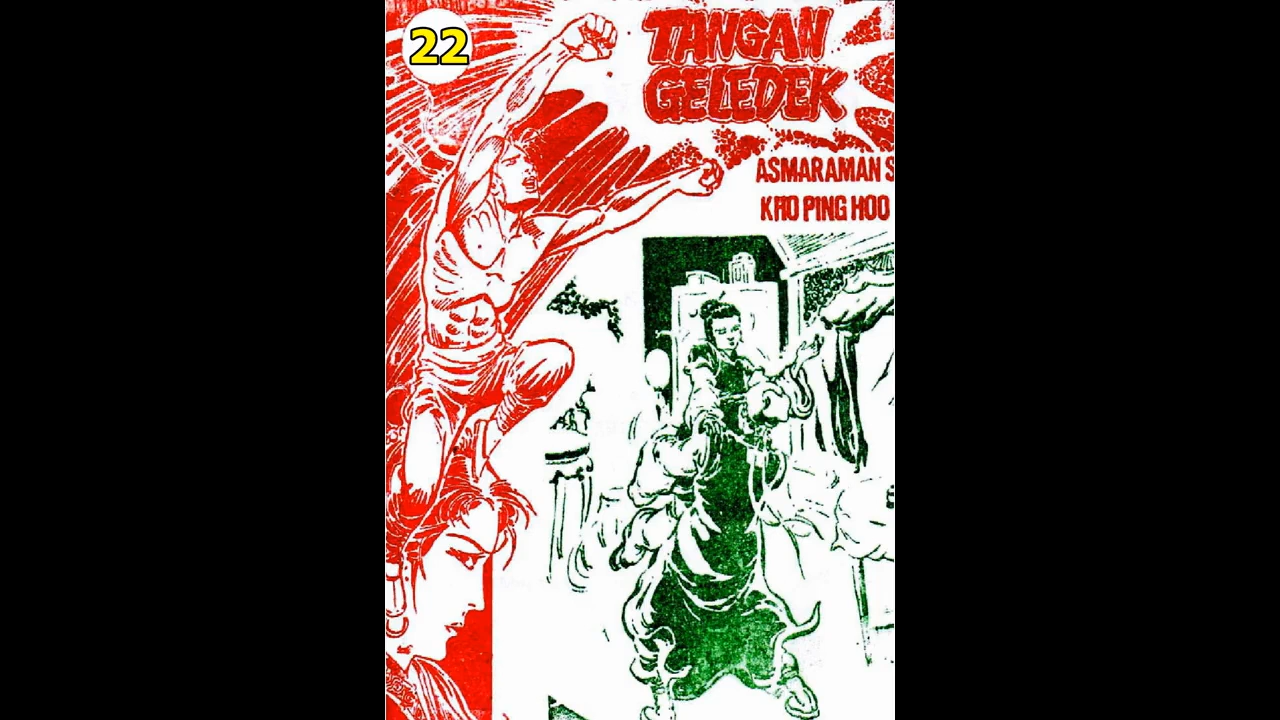 22
TANGAN
GELEDEK
ASMARAMAN S
KHO PING HOO